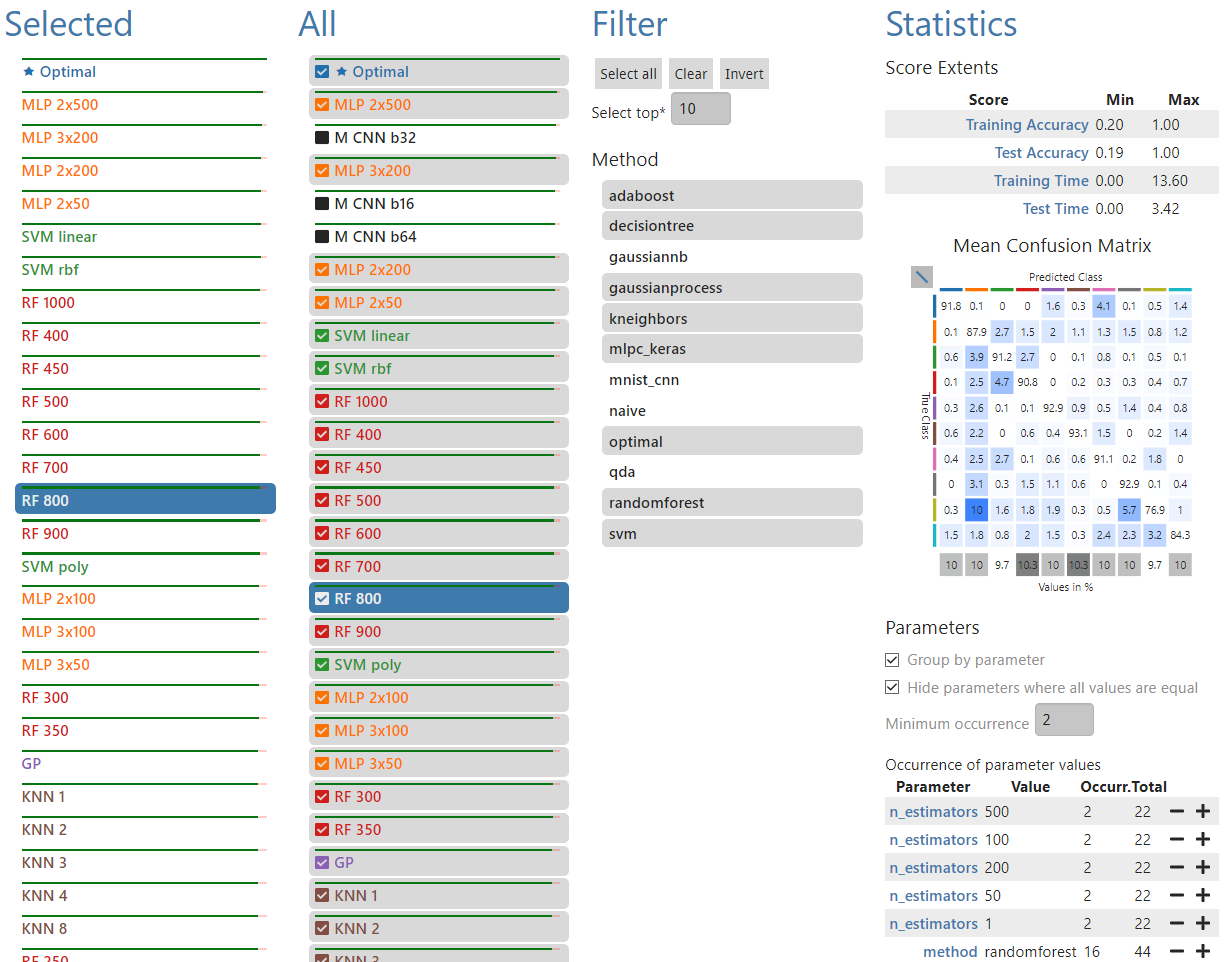 Selected
★ Optimal
MLP 2x500
MLP 3x200
MLP 2x200
MLP 2x50
SVM linear
SVM rbf
RF 1000
RF 400
RF 450
RF 500
RF 600
RF 700
RF 800
RF 900
SVM poly
MLP 2x100
MLP 3x100
MLP 3x50
RF 300
RF 350
GP
KNN 1
KNN 2
KNN 3
KNN 4
KNN 8
RF 250
All
★ Optimal
MLP 2x500
M CNN b32
MLP 3x200
M CNN b16
M CNN b64
MLP 2x200
MLP 2x50
SVM linear
SVM rbf
RF 1000
RF 400
RF 450
RF 500
RF 600
RF 700
RF 800
RF 900
SVM poly
MLP 2x100
MLP 3x100
MLP 3x50
RF 300
RF 350
GP
KNN 1
KNN 2
KNN 3
Filter
Select all Clear Invert
Select top* 10
Method
adaboost
decisiontree
gaussiannb
gaussianprocess
kneighbors
mlpc_keras
mnist_cnn
naive
optimal
qda
randomforest
svm
Statistics
Score Extents
Score Min Max
Training Accuracy 0.20 1.00
Test Accuracy 0.19 1.00
Training Time 0.00 13.60
Test Time 0.00 3.42
Mean Confusion Matrix
Predicted Class
True Class
91.8 0.1 0 0 1.6 0.3 4.1 0.1 0.5 1.4
0.1 87.9 2.7 1.5 2 1.1 1.3 1.5 0.8 1.2
0.6 3.9 91.2 2.7 0 0.1 0.8 0.1 0.5 0.1
0.1 2.5 4.7 90.8 0 0.2 0.3 0.3 0.4 0.7
0.3 2.6 0.1 0.1 92.9 0.9 0.5 1.4 0.4 0.8
0.6 2.2 0 0.6 0.4 93.1 1.5 0 0.2 1.4
0.4 2.5 2.7 0.1 0.6 0.6 91.1 0.2 1.8 0
0 3.1 0.3 1.5 1.1 0.6 0 92.9 0.1 0.4
0.3 10 1.6 1.8 1.9 0.3 0.5 5.7 76.9 1
1.5 1.8 0.8 2 1.5 0.3 2.4 2.3 3.2 84.3
10 10 9.7 10.3 10 10.3 10 10 9.7 10
Values in %
Parameters
Group by parameter
Hide parameters where all values are equal
Minimum occurrence 2
Occurrence of parameter values
Parameter Value Occurr. Total
n_estimators 500 2 22 − +
n_estimators 100 2 22 − +
n_estimators 200 2 22 − +
n_estimators 50 2 22 − +
n_estimators 1 2 22 − +
method randomforest 16 44 − +